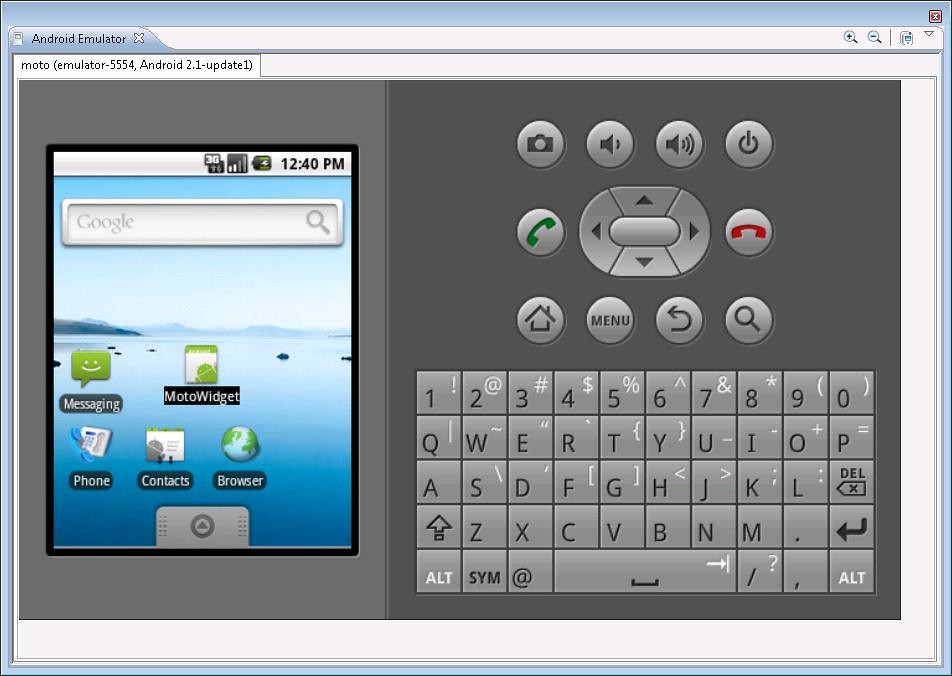 Android Emulator
moto (emulator-5554, Android 2.1-update1)
3G 12:40 PM
Google
android
Messaging
MotoWidget
Phone Contacts Browser
MENU
1 ! 2 @ 3 # 4 $ 5 % 6 ^ 7 & 8 * 9 ( 0 )
Q | W ~ E “ R ` T { Y } U _ I - O + P =
A S \ D ‘ F [ G ] H < J > K ; L : DEL
Z X C V B N M .
ALT SYM @ / ? , ALT